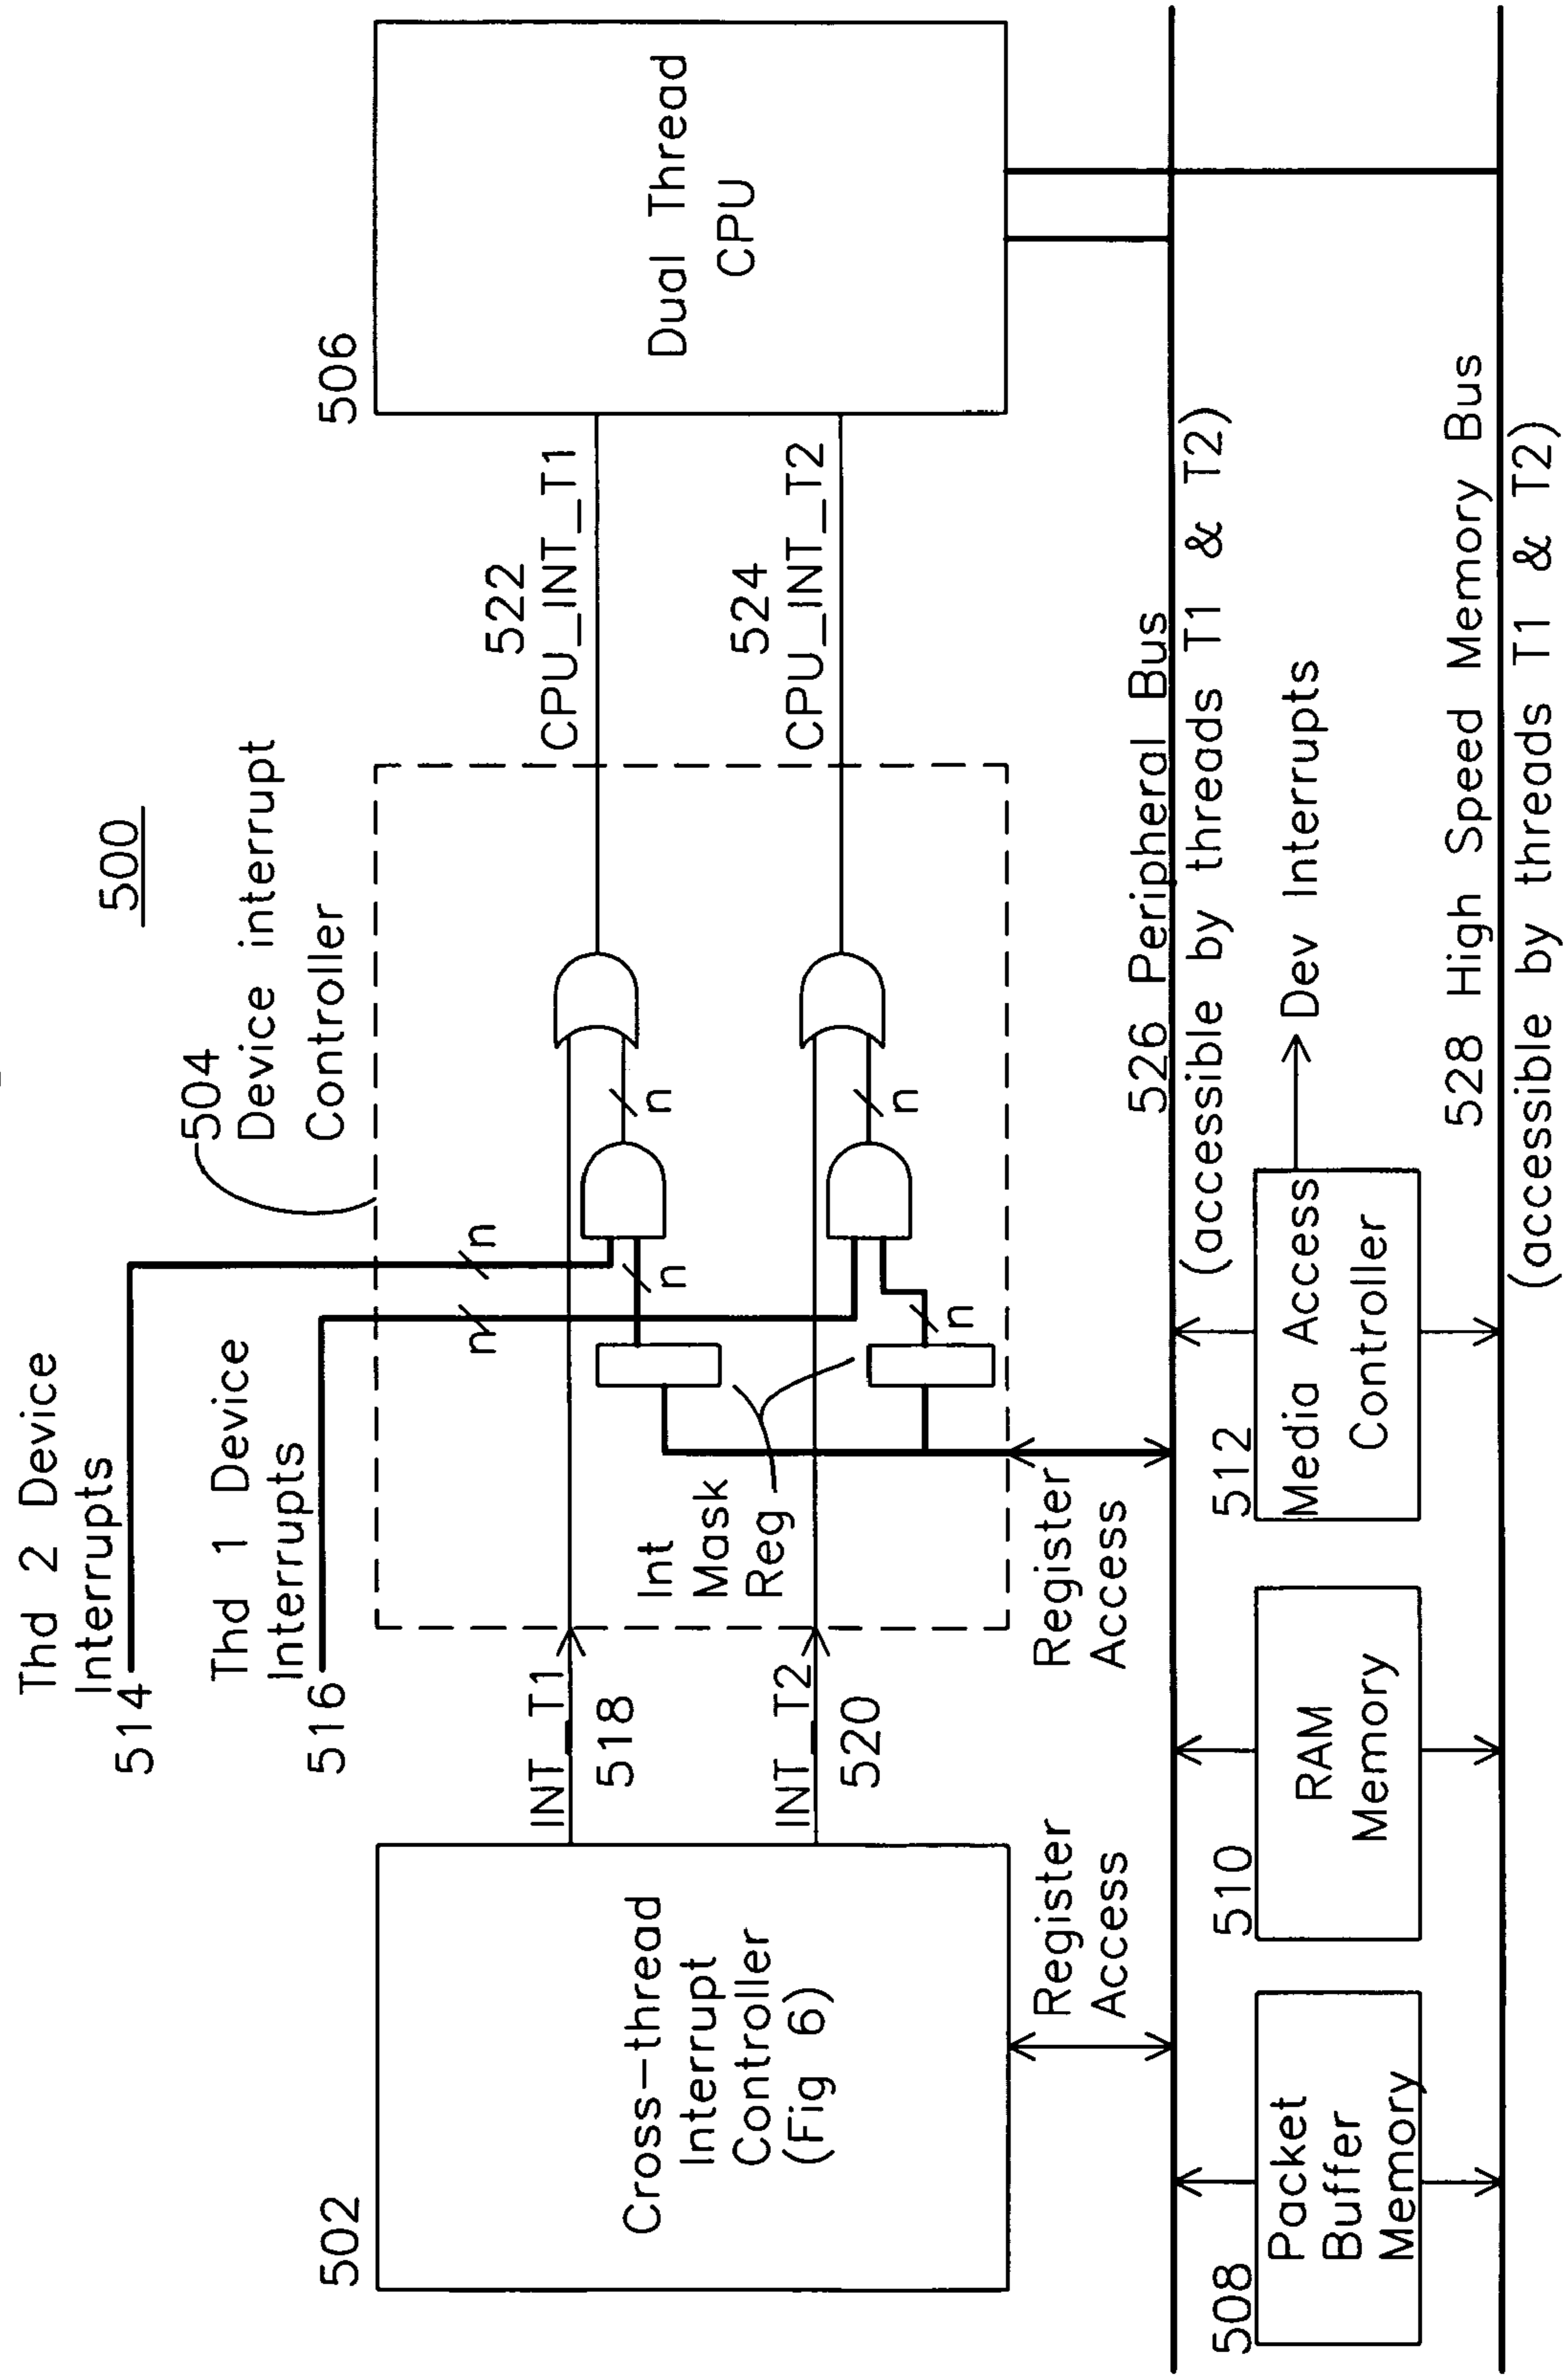 500
Thd 2 Device
Interrupts
514
Thd 1 Device
Interrupts
516
504
Device interrupt
Controller
502
Cross-thread
Interrupt
Controller
(Fig 6)
INT_T1
518
INT_T2
520
n
n
n
n
n
n
Int
Mask
Reg
522
CPU_INT_T1
524
CPU_INT_T2
506
Dual Thread
CPU
Register
Access
Register
Access
526 Peripheral Bus
(accessible by threads T1 & T2)
508
Packet
Buffer
Memory
510
RAM
Memory
512
Media Access
Controller
Dev Interrupts
528 High Speed Memory Bus
(accessible by threads T1 & T2)